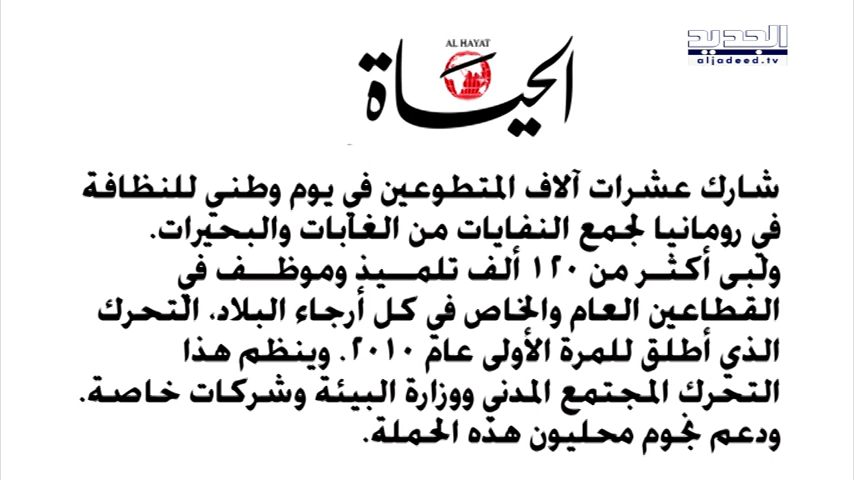 AL HAYAT
الحياة
الجديد
aljadeed.tv
شارك عشرات آلاف المتطوعين في يوم وطني للنظافة
في رومانيا لجمع النفايات من الغابات والبحيرات.
ولبى أكثر من ١٢٠ ألف تلميذ وموظف في
القطاعين العام والخاص في كل أرجاء البلاد، التحرك
الذي أطلق للمرة الأولى عام ٢٠١٠. وينظم هذا
التحرك المجتمع المدني ووزارة البيئة وشركات خاصة.
ودعم نجوم محليون هذه الحملة.